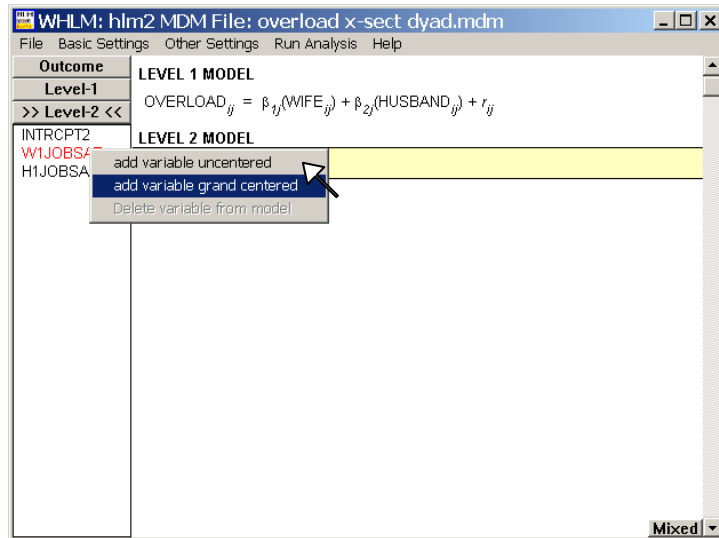 WHLM: hlm2 MDM File: overload x-sect dyad.mdm
File Basic Settings Other Settings Run Analysis Help
Outcome
Level-1
>> Level-2 <<
INTRCPT2
W1JOBSA
H1JOBSA
LEVEL 1 MODEL
OVERLOADij = β1j(WIFEij) + β2j(HUSBANDij) + rij
LEVEL 2 MODEL
add variable uncentered
add variable grand centered
Delete variable from model
Mixed